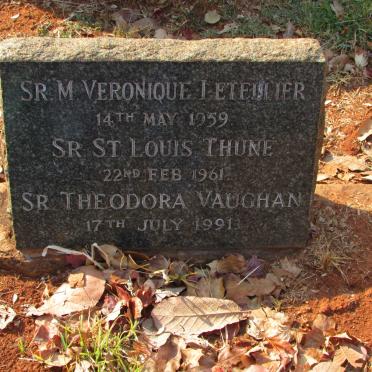 SR M VERONIQUE LETELLIER
14TH MAY 1959
SR ST LOUIS THUNE
22ND FEB 1961
SR THEODORA VAUGHAN
17TH JULY 1991